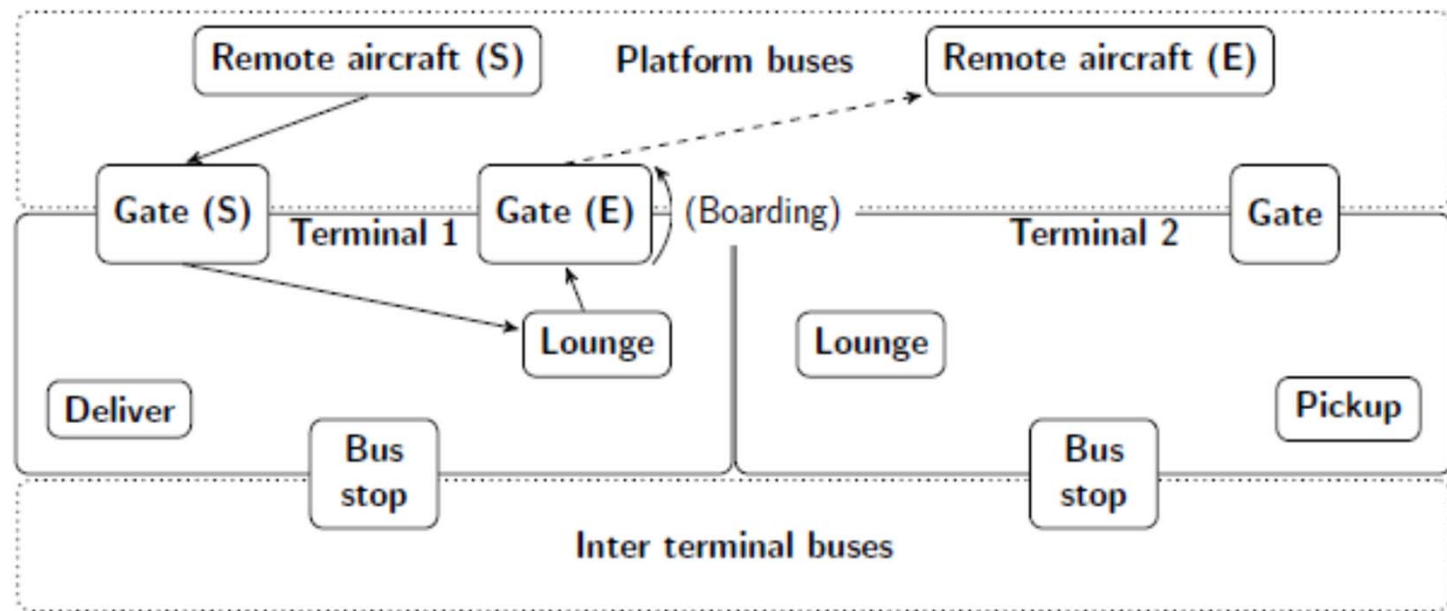 Remote aircraft (S)
Platform buses
Remote aircraft (E)
Gate (S)
Terminal 1
Gate (E)
(Boarding)
Terminal 2
Gate
Lounge
Lounge
Deliver
Pickup
Bus
stop
Bus
stop
Inter terminal buses